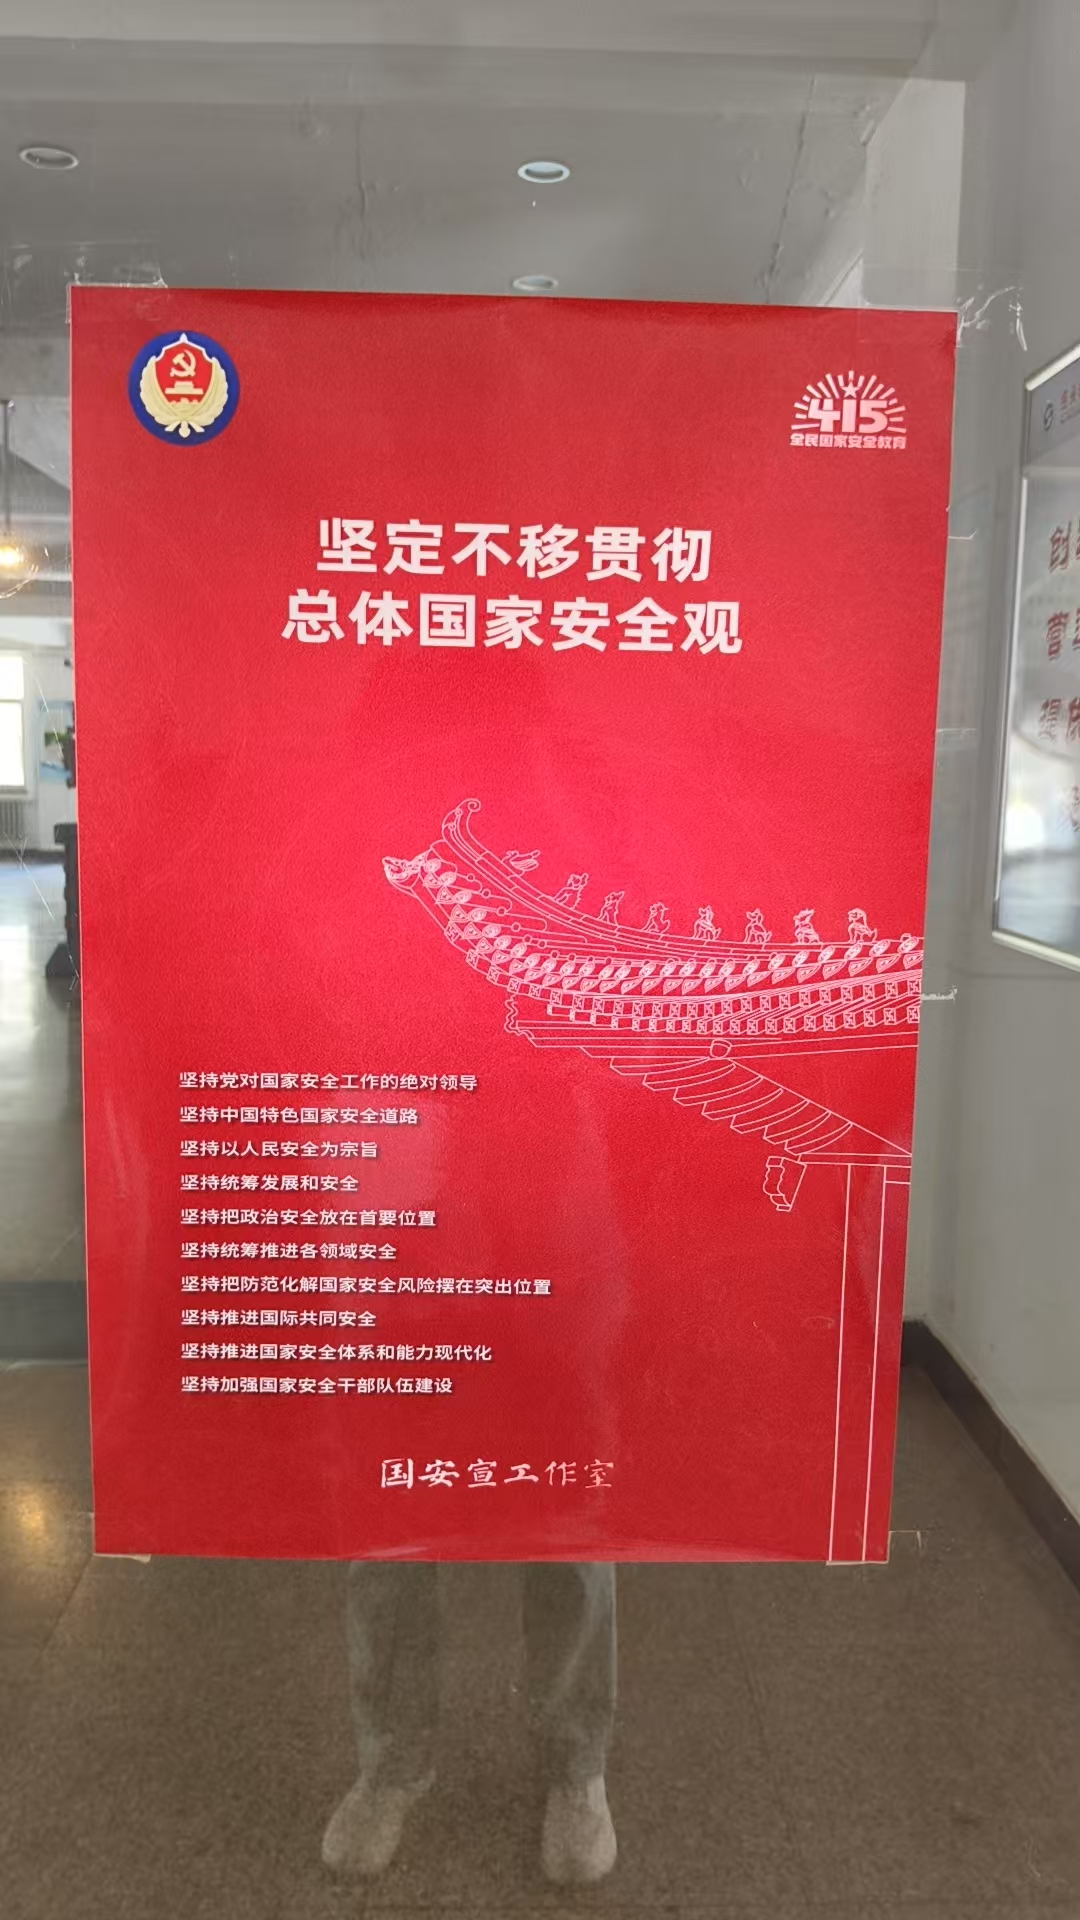 415
全民国家安全教育
坚定不移贯彻
总体国家安全观
坚持党对国家安全工作的绝对领导
坚持中国特色国家安全道路
坚持以人民安全为宗旨
坚持统筹发展和安全
坚持把政治安全放在首要位置
坚持统筹推进各领域安全
坚持把防范化解国家安全风险摆在突出位置
坚持推进国际共同安全
坚持推进国家安全体系和能力现代化
坚持加强国家安全干部队伍建设
国安宣工作室
创
营